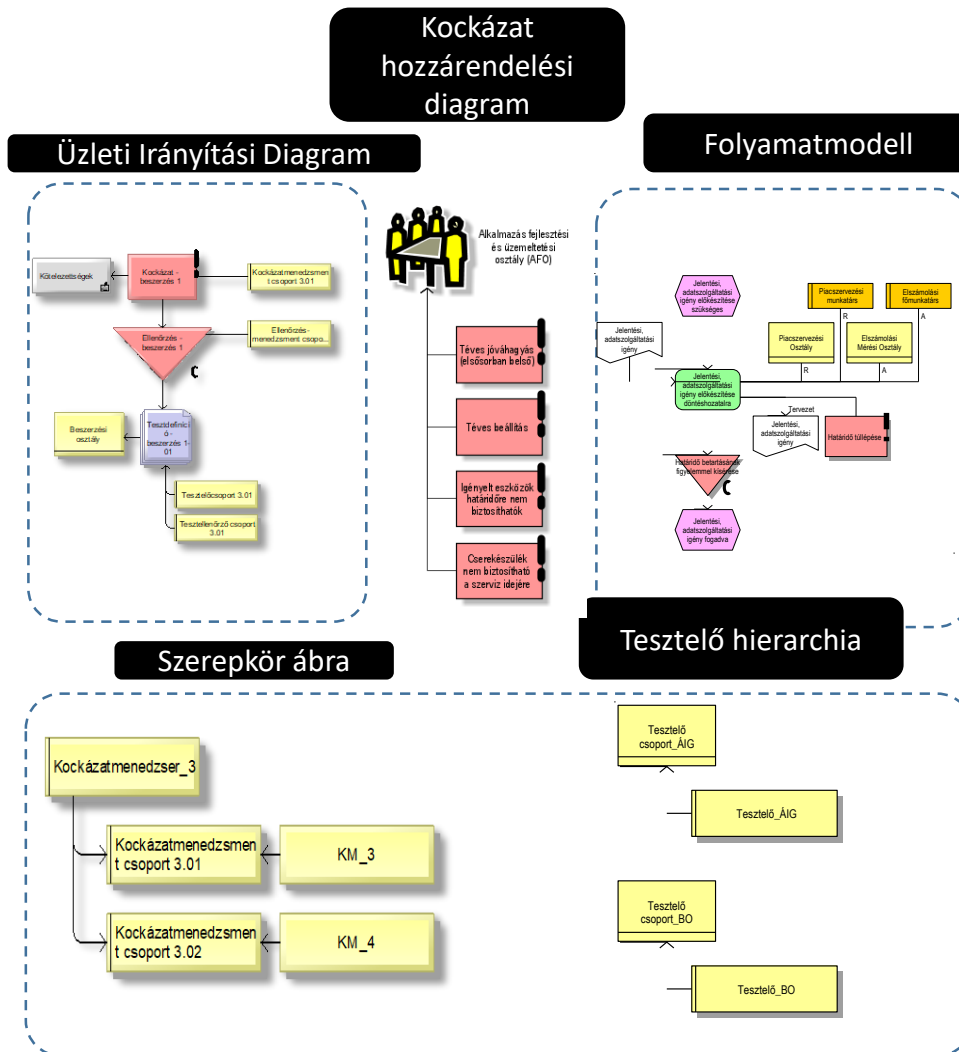 Kockázat
hozzárendelési
diagram
Üzleti Irányítási Diagram
Folyamatmodell
Kötelezettségek
Kockázat -
beszerzés 1
Kockázatmenedzsmen
t csoport 3.01
Ellenőrzés -
beszerzés 1
Ellenőrzés-
menedzsment csopo...
Beszerzési
osztály
Tesztdefiníci
ó -
beszerzés 1-
01
Tesztelőcsoport 3.01
Tesztellenőrző csoport
3.01
Alkalmazás fejlesztési
és üzemeltetési
osztály (AFO)
Téves jóváhagyás
(elsősorban belső)
Téves beállítás
Igényelt eszközök
határidőre nem
biztosíthatók
Cserekészülék
nem biztosítható
a szerviz idejére
Jelentési,
adatszolgáltatási
igény előkészítése
szükséges
Piacszervezési
munkatárs
Elszámolási
főmunkatárs
R
A
Jelentési,
adatszolgáltatási
igény
Piacszervezési
Osztály
Elszámolási
Mérési Osztály
R
A
Jelentési,
adatszolgáltatási
igény előkészítése
döntéshozatalra
Tervezet
Jelentési,
adatszolgáltatási
igény
Határidő túllépése
Határidő betartásának
figyelemmel kísérése
Jelentési,
adatszolgáltatási
igény fogadva
Szerepkör ábra
Tesztelő hierarchia
Kockázatmenedzser_3
Kockázatmenedzsmen
t csoport 3.01
KM_3
Kockázatmenedzsmen
t csoport 3.02
KM_4
Tesztelő
csoport_ÁIG
Tesztelő_ÁIG
Tesztelő
csoport_BO
Tesztelő_BO